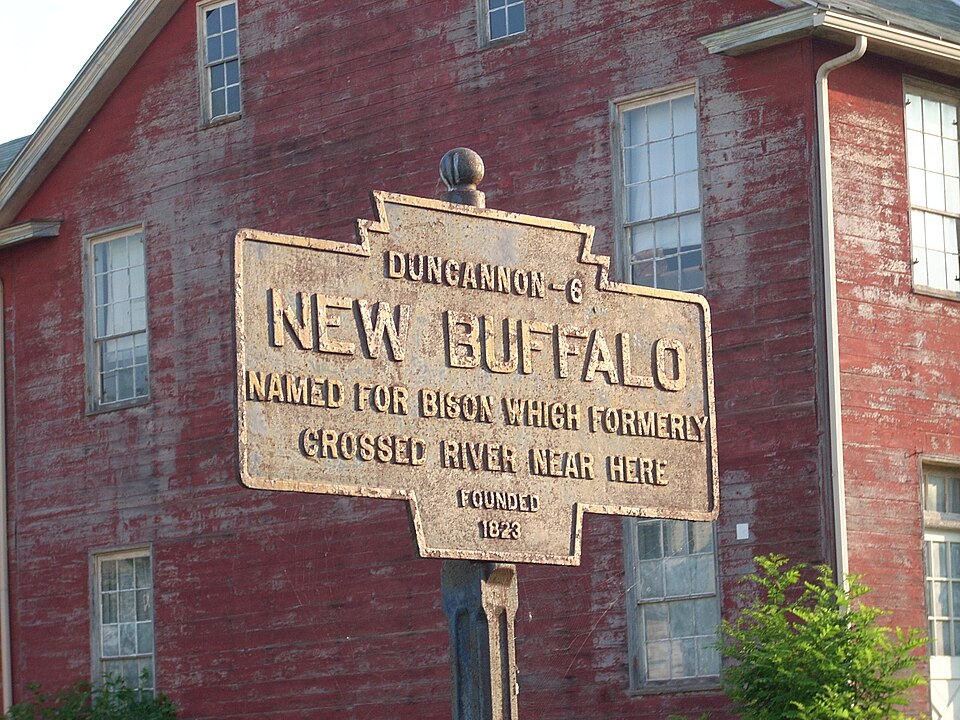 DUNCANNON-6
NEW BUFFALO
NAMED FOR BISON WHICH FORMERLY
CROSSED RIVER NEAR HERE
FOUNDED
1823